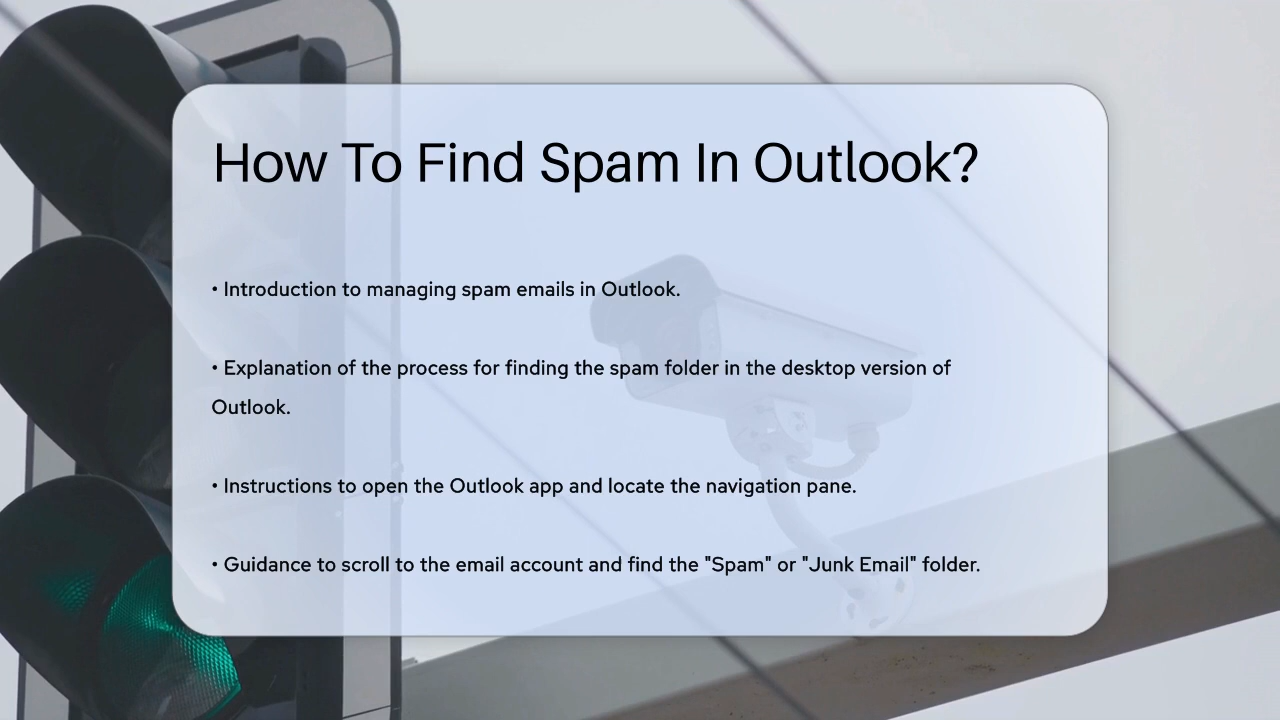 How To Find Spam In Outlook?
• Introduction to managing spam emails in Outlook.
• Explanation of the process for finding the spam folder in the desktop version of
Outlook.
• Instructions to open the Outlook app and locate the navigation pane.
• Guidance to scroll to the email account and find the "Spam" or "Junk Email" folder.